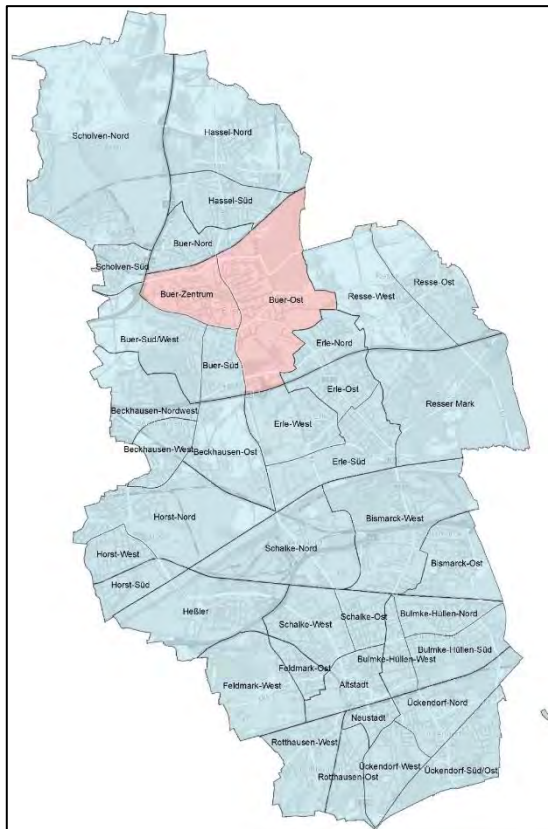 Scholven-Nord
Hassel-Nord
Hassel-Süd
Buer-Nord
Scholven-Süd
Buer-Zentrum
Buer-Ost
Resse-West
Resse-Ost
Buer-Süd/West
Buer-Süd
Erle-Nord
Erle-Ost
Resser Mark
Beckhausen-Nordwest
Erle-West
Beckhausen-West
Beckhausen-Ost
Erle-Süd
Horst-Nord
Bismarck-West
Horst-West
Schalke-Nord
Bismarck-Ost
Horst-Süd
Heßler
Schalke-West
Schalke-Ost
Bulmke-Hüllen-Nord
Bulmke-Hüllen-Süd
Feldmark-Ost
Bulmke-Hüllen-West
Feldmark-West
Altstadt
Neustadt
Ückendorf-Nord
Rotthausen-West
Ückendorf-West
Rotthausen-Ost
Ückendorf-Süd/Ost